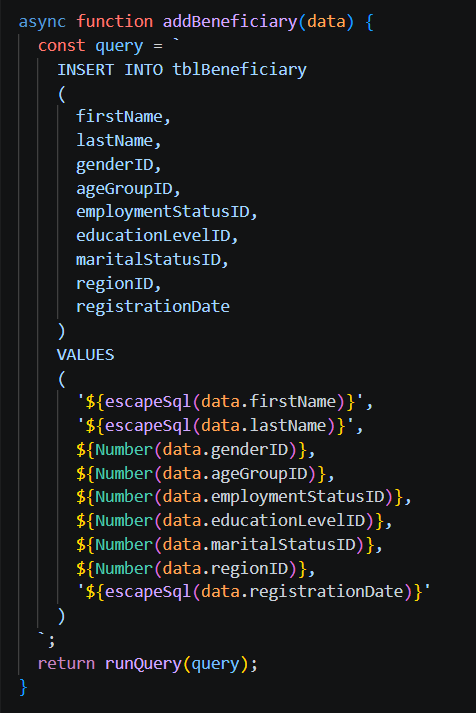 async function addBeneficiary(data) {
  const query = `
    INSERT INTO tblBeneficiary
    (
      firstName,
      lastName,
      genderID,
      ageGroupID,
      employmentStatusID,
      educationLevelID,
      maritalStatusID,
      regionID,
      registrationDate
    )
    VALUES
    (
      '${escapeSql(data.firstName)}',
      '${escapeSql(data.lastName)}',
      ${Number(data.genderID)},
      ${Number(data.ageGroupID)},
      ${Number(data.employmentStatusID)},
      ${Number(data.educationLevelID)},
      ${Number(data.maritalStatusID)},
      ${Number(data.regionID)},
      '${escapeSql(data.registrationDate)}'
    )
  `;
  return runQuery(query);
}